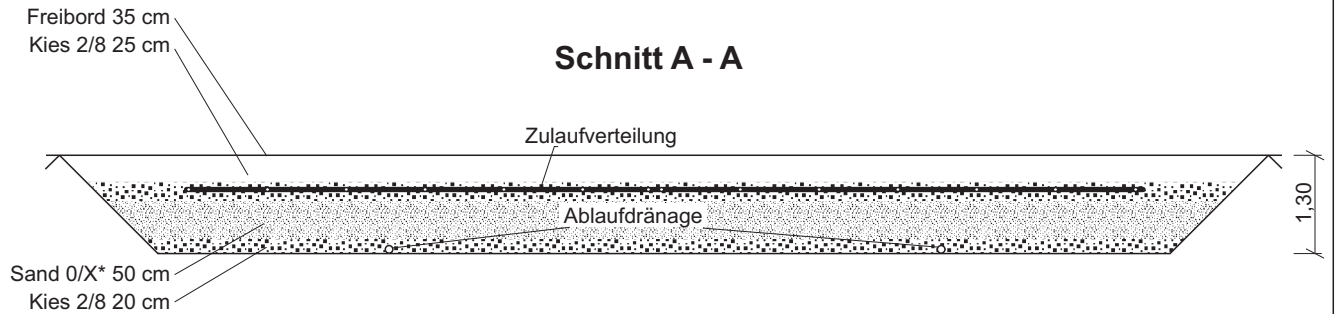 Freibord 35 cm
Kies 2/8 25 cm
Schnitt A - A
Zulaufverteilung
1,30
Ablaufdränage
Sand 0/X* 50 cm
Kies 2/8 20 cm